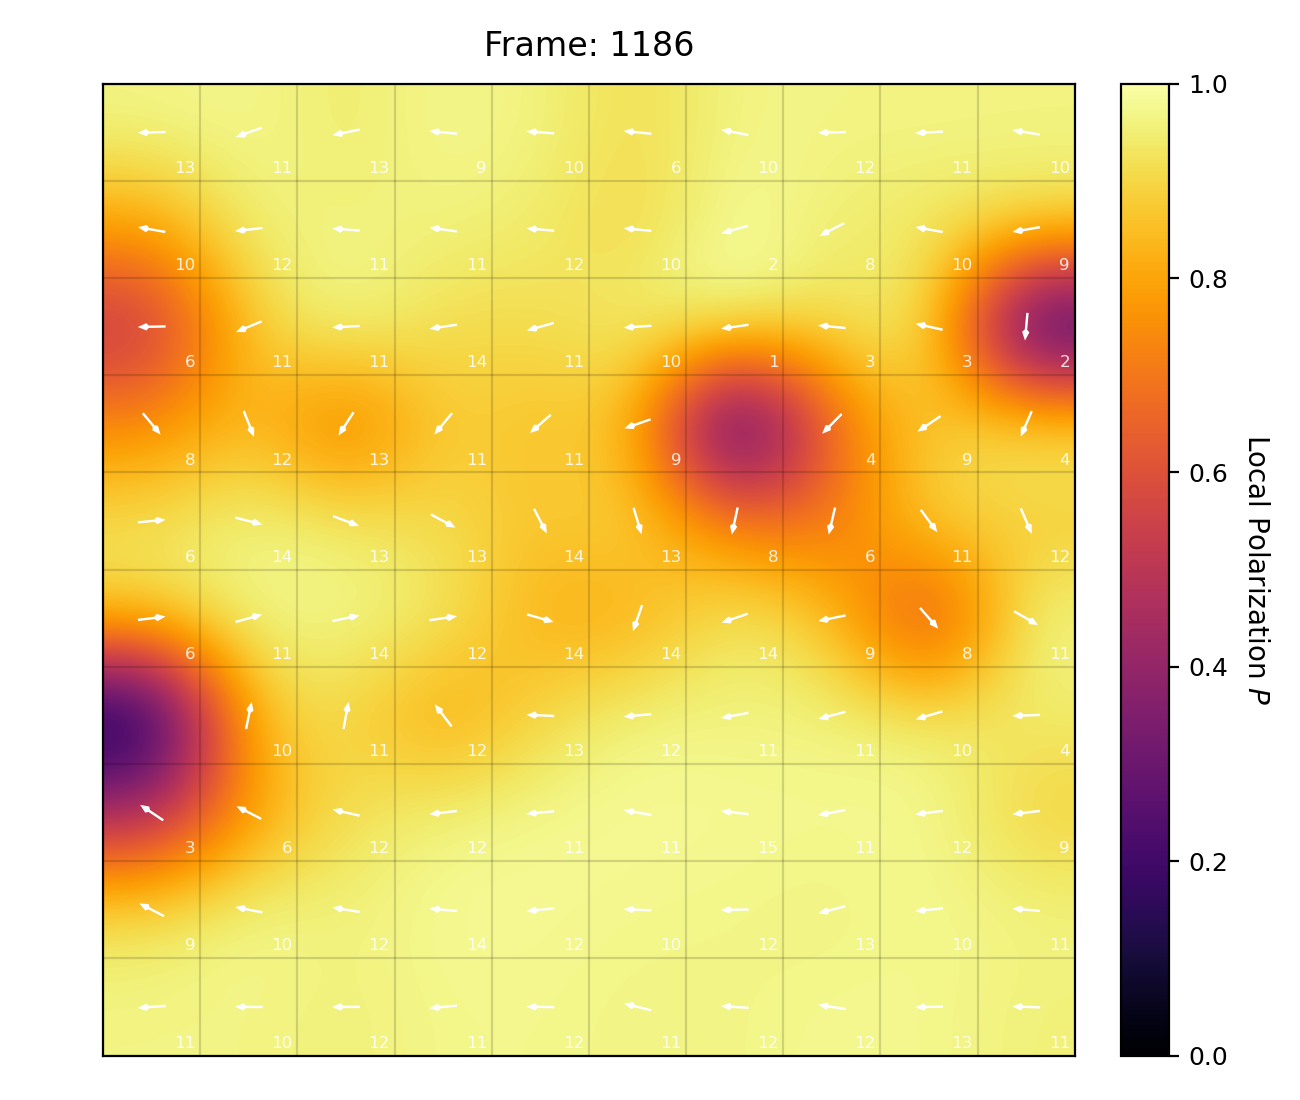 Frame: 1186
13 11 13 9 10 6 10 12 11 10
10 12 11 11 12 10 2 8 10 9
6 11 11 14 11 10 1 3 3 2
8 12 13 11 11 9 4 9 4
6 14 13 13 14 13 8 6 11 12
6 11 14 12 14 14 14 9 8 11
10 11 12 13 12 11 11 10 4
3 6 12 12 11 11 15 11 12 9
9 10 12 14 12 10 12 13 10 11
11 10 12 11 12 11 12 12 13 11
1.0
0.8
0.6
0.4
0.2
0.0
Local Polarization P